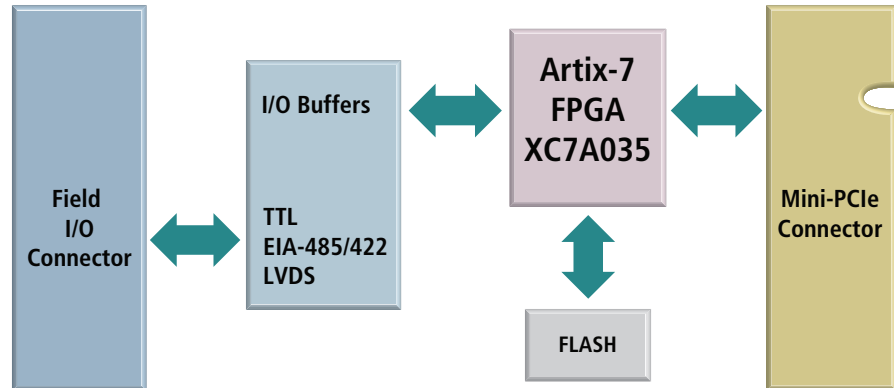 Field
I/O
Connector
I/O Buffers
TTL
EIA-485/422
LVDS
Artix-7
FPGA
XC7A035
FLASH
Mini-PCIe
Connector